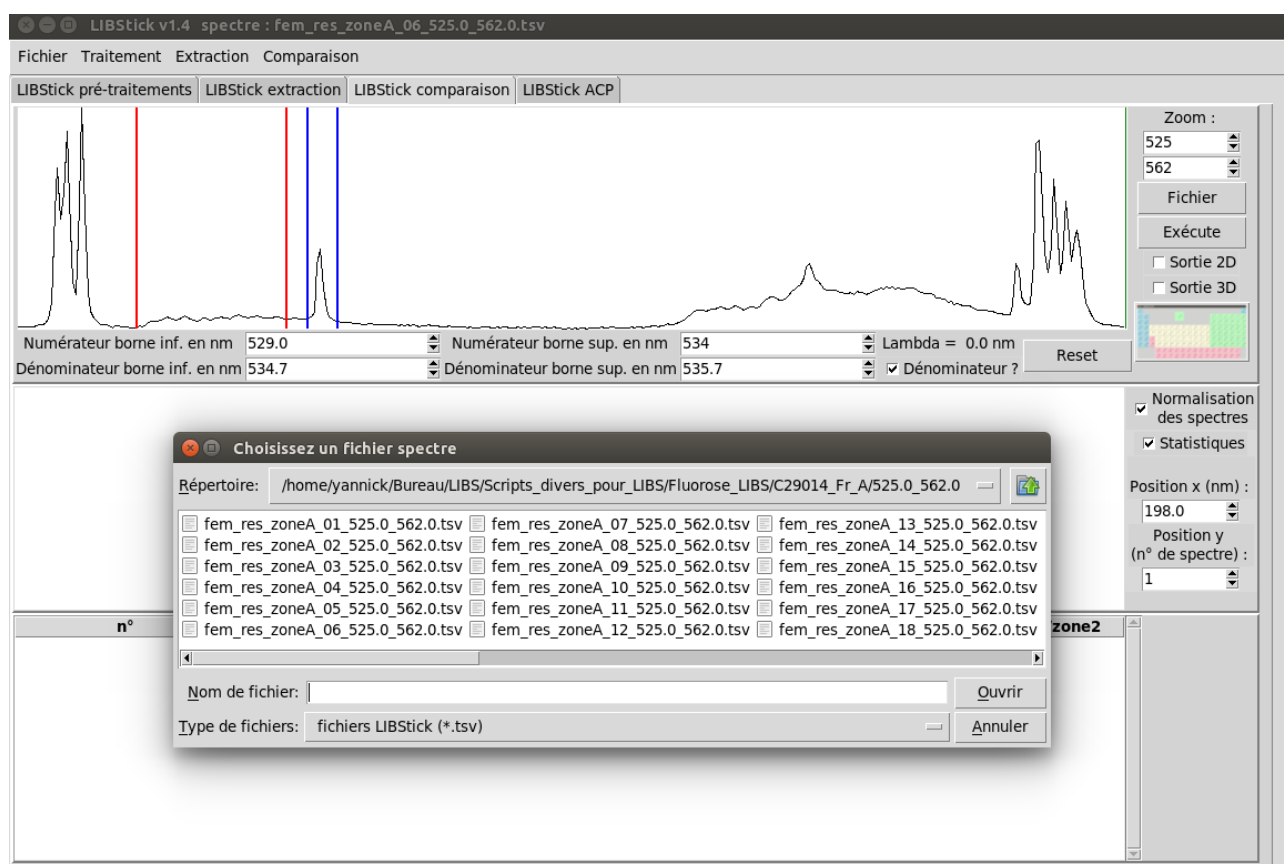 LIBStick v1.4 spectre : fem_res_zoneA_06_525.0_562.0.tsv
Fichier Traitement Extraction Comparaison
LIBStick pré-traitements LIBStick extraction LIBStick comparaison LIBStick ACP
Zoom :
525
562
Fichier
Exécute
Sortie 2D
Sortie 3D
Numérateur borne inf. en nm 529.0 Numérateur borne sup. en nm 534 Lambda = 0.0 nm Reset
Dénominateur borne inf. en nm 534.7 Dénominateur borne sup. en nm 535.7 Dénominateur ?
Normalisation
des spectres
Statistiques
Position x (nm) :
198.0
Position y
(n° de spectre) :
1
n° zone2
Choisissez un fichier spectre
Répertoire: /home/yannick/Bureau/LIBS/Scripts_divers_pour_LIBS/Fluorose_LIBS/C29014_Fr_A/525.0_562.0
fem_res_zoneA_01_525.0_562.0.tsv fem_res_zoneA_07_525.0_562.0.tsv fem_res_zoneA_13_525.0_562.0.tsv
fem_res_zoneA_02_525.0_562.0.tsv fem_res_zoneA_08_525.0_562.0.tsv fem_res_zoneA_14_525.0_562.0.tsv
fem_res_zoneA_03_525.0_562.0.tsv fem_res_zoneA_09_525.0_562.0.tsv fem_res_zoneA_15_525.0_562.0.tsv
fem_res_zoneA_04_525.0_562.0.tsv fem_res_zoneA_10_525.0_562.0.tsv fem_res_zoneA_16_525.0_562.0.tsv
fem_res_zoneA_05_525.0_562.0.tsv fem_res_zoneA_11_525.0_562.0.tsv fem_res_zoneA_17_525.0_562.0.tsv
fem_res_zoneA_06_525.0_562.0.tsv fem_res_zoneA_12_525.0_562.0.tsv fem_res_zoneA_18_525.0_562.0.tsv
Nom de fichier: Ouvrir
Type de fichiers: fichiers LIBStick (*.tsv) Annuler